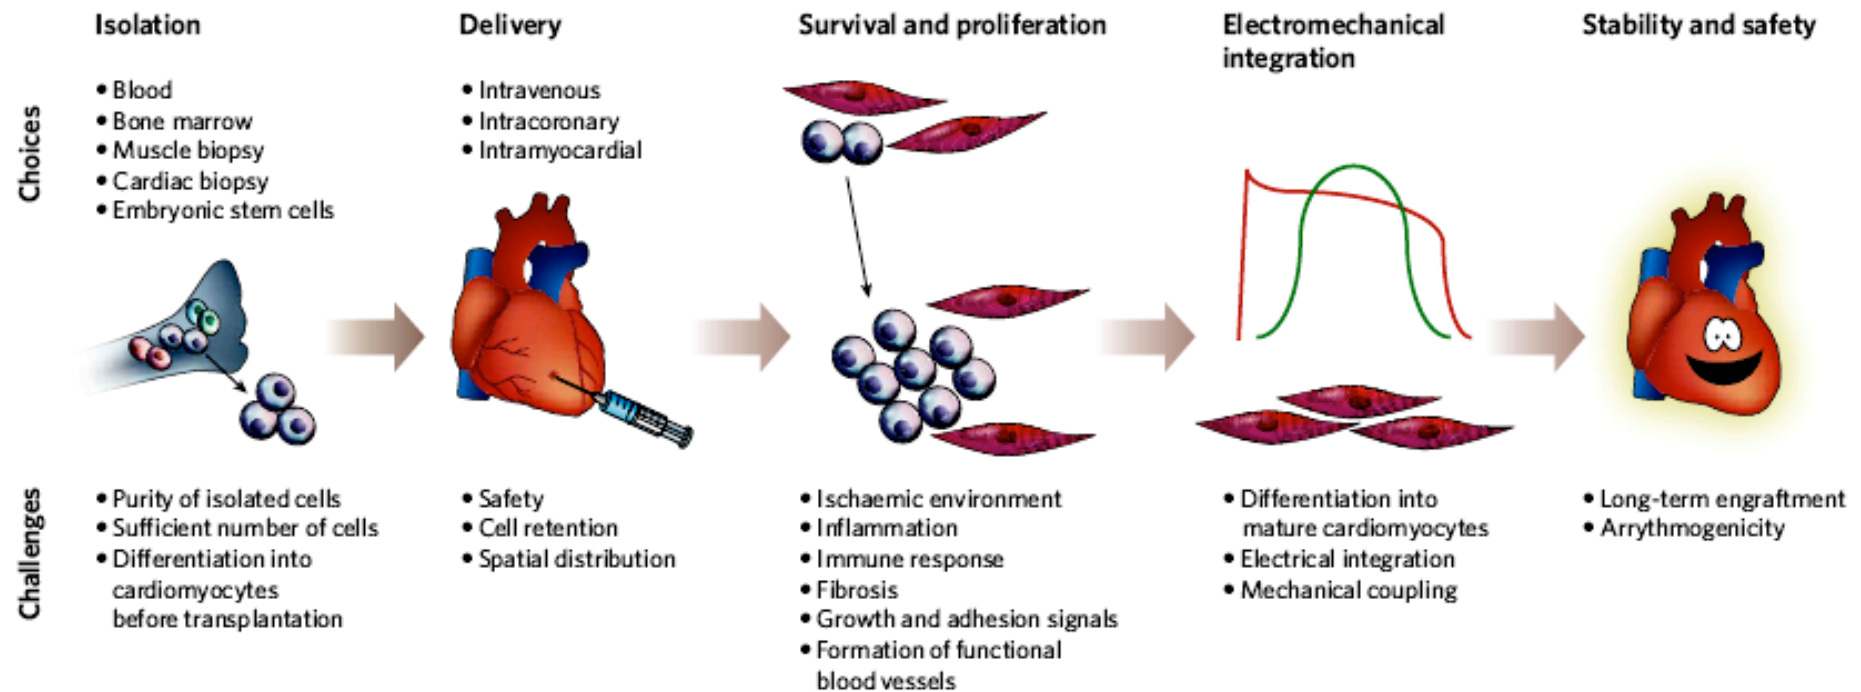 Isolation
Delivery
Survival and proliferation
Electromechanical
integration
Stability and safety
Choices
• Blood
• Bone marrow
• Muscle biopsy
• Cardiac biopsy
• Embryonic stem cells
• Intravenous
• Intracoronary
• Intramyocardial
Challenges
• Purity of isolated cells
• Sufficient number of cells
• Differentiation into
cardiomyocytes
before transplantation
• Safety
• Cell retention
• Spatial distribution
• Ischaemic environment
• Inflammation
• Immune response
• Fibrosis
• Growth and adhesion signals
• Formation of functional
blood vessels
• Differentiation into
mature cardiomyocytes
• Electrical integration
• Mechanical coupling
• Long-term engraftment
• Arrythmogenicity